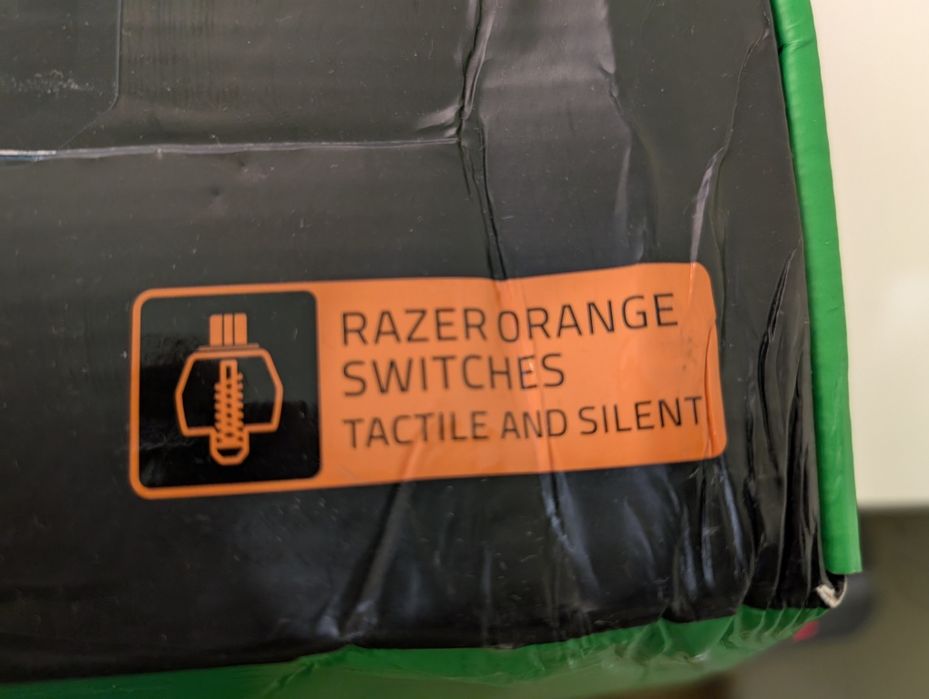 RAZER ORANGE
SWITCHES
TACTILE AND SILENT